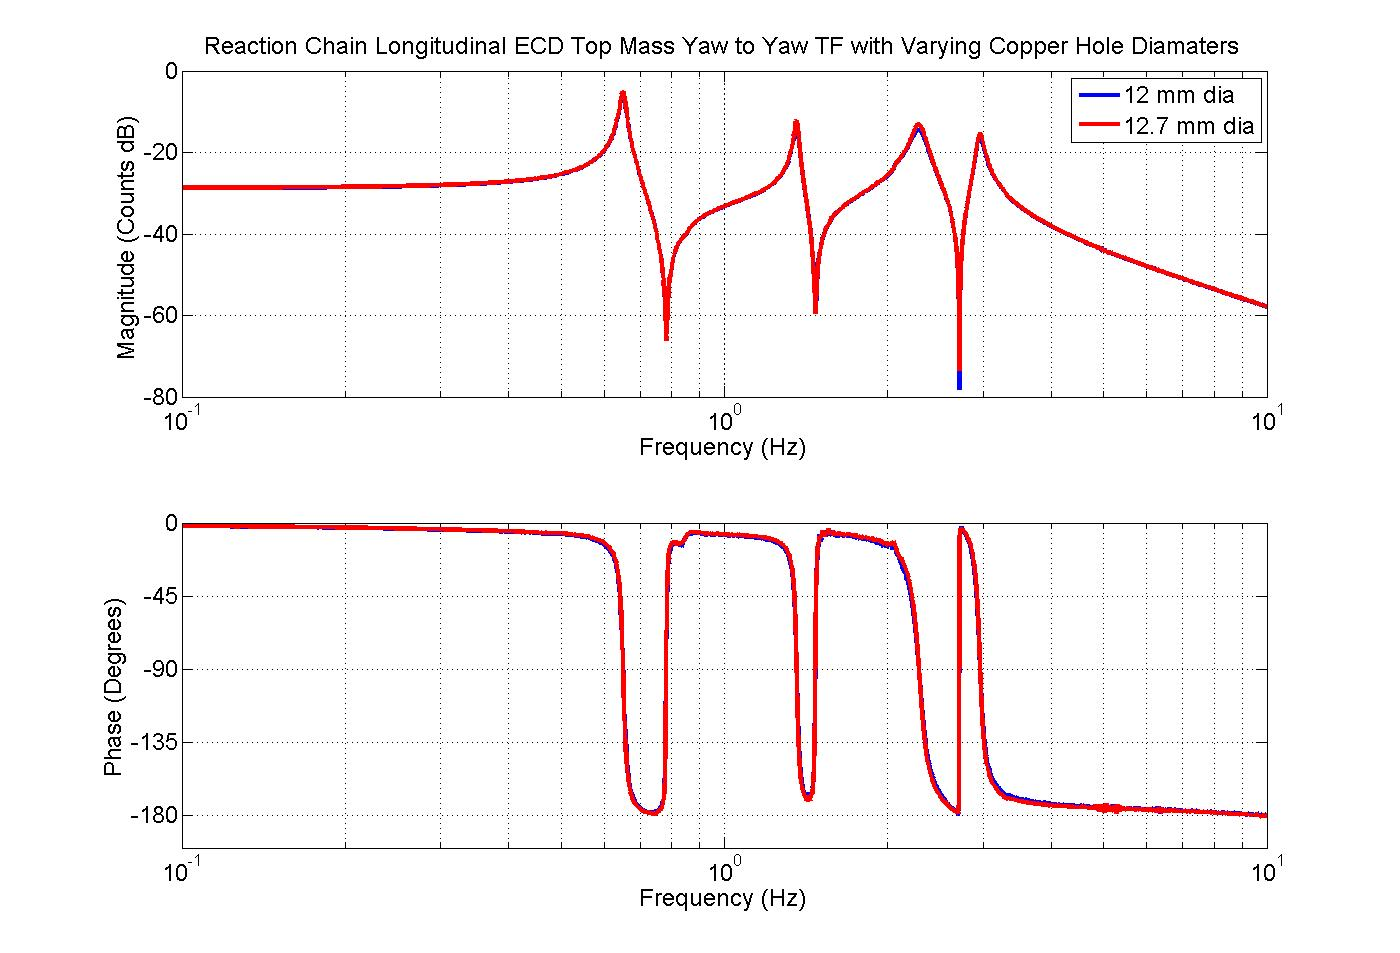 Reaction Chain Longitudinal ECD Top Mass Yaw to Yaw TF with Varying Copper Hole Diamaters
0
12 mm dia
12.7 mm dia
-20
-40
-60
-80
Magnitude (Counts dB)
10^-1
10^0
10^1
Frequency (Hz)
0
-45
-90
-135
-180
Phase (Degrees)
10^-1
10^0
10^1
Frequency (Hz)